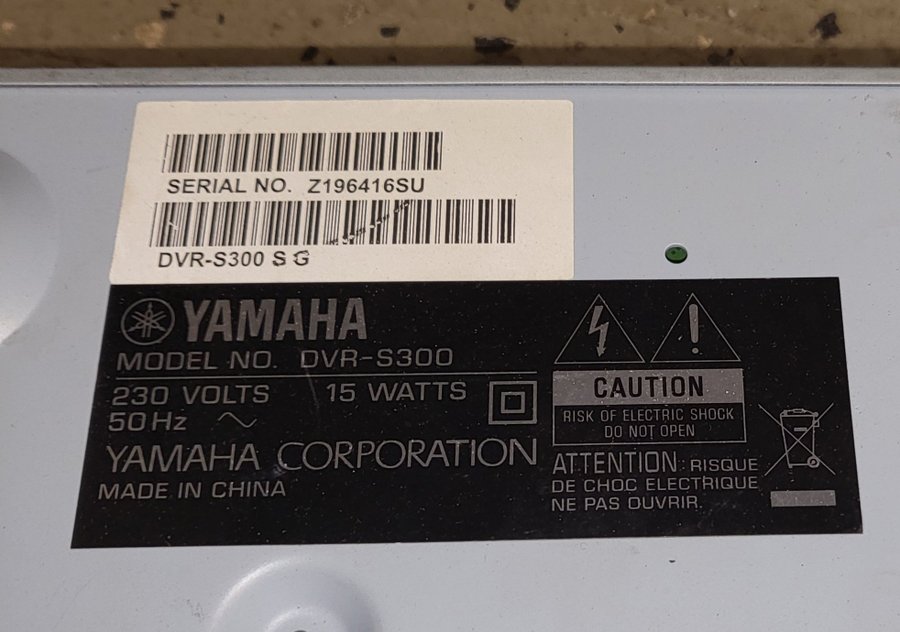 SERIAL NO. Z196416SU
DVR-S300 S G
YAMAHA
MODEL NO. DVR-S300
230 VOLTS 15 WATTS
50Hz ~
YAMAHA CORPORATION
MADE IN CHINA
CAUTION
RISK OF ELECTRIC SHOCK
DO NOT OPEN
ATTENTION: RISQUE
DE CHOC ELECTRIQUE
NE PAS OUVRIR.